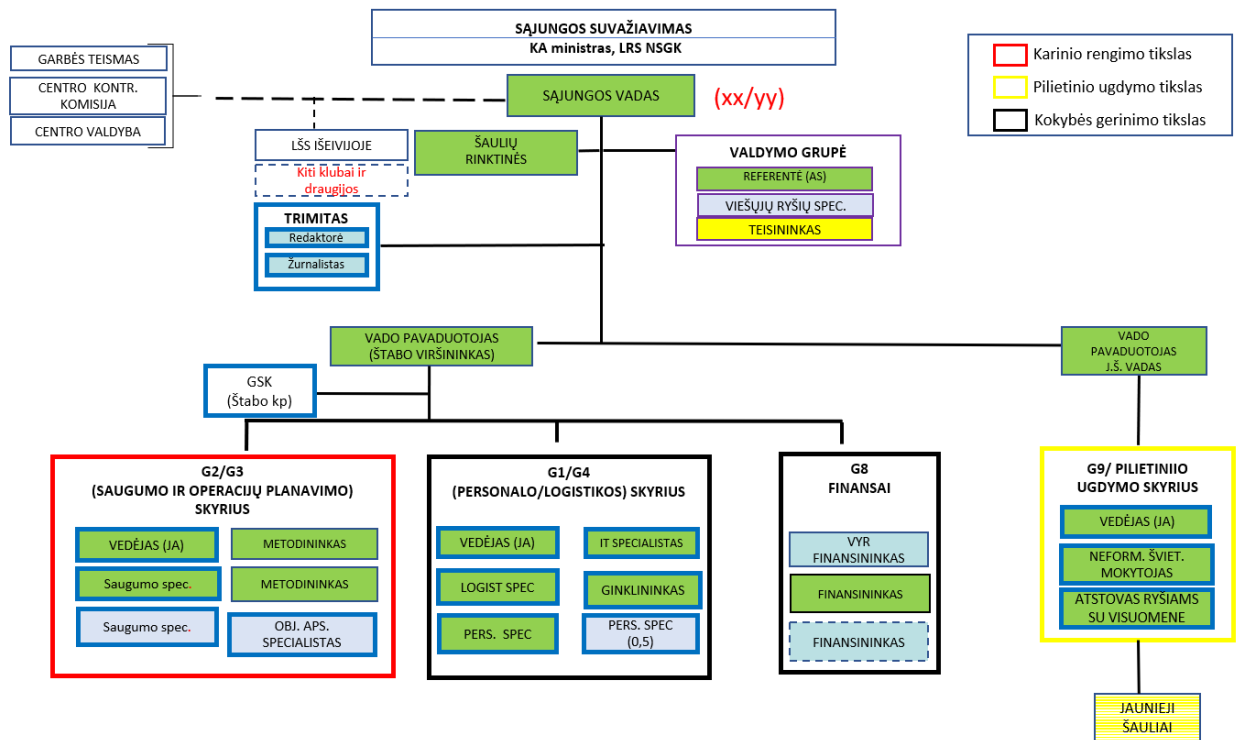 SĄJUNGOS SUVAŽIAVIMAS
KA ministras, LRS NSGK
GARBĖS TEISMAS
CENTRO KONTR.
KOMISIJA
CENTRO VALDYBA
Karinio rengimo tikslas
Pilietinio ugdymo tikslas
Kokybės gerinimo tikslas
SĄJUNGOS VADAS
(xx/yy)
LŠS IŠEIVIJOJE
Kiti klubai ir
draugijos
ŠAULIŲ
RINKTINĖS
VALDYMO GRUPĖ
REFERENTĖ (AS)
VIEŠŲJŲ RYŠIŲ SPEC.
TEISININKAS
TRIMITAS
Redaktorė
Žurnalistas
VADO PAVADUOTOJAS
(ŠTABO VIRŠININKAS)
VADO
PAVADUOTOJAS
J.Š. VADAS
GSK
(Štabo kp)
G2/G3
(SAUGUMO IR OPERACIJŲ PLANAVIMO)
SKYRIUS
VEDĖJAS (JA)
METODININKAS
Saugumo spec.
METODININKAS
Saugumo spec.
OBJ. APS.
SPECIALISTAS
G1/G4
(PERSONALO/LOGISTIKOS) SKYRIUS
VEDĖJAS (JA)
IT SPECIALISTAS
LOGIST SPEC
GINKLININKAS
PERS. SPEC
PERS. SPEC
(0,5)
G8
FINANSAI
VYR
FINANSININKAS
FINANSININKAS
FINANSININKAS
G9/ PILIETINIIO
UGDYMO SKYRIUS
VEDĖJAS (JA)
NEFORM. ŠVIET.
MOKYTOJAS
ATSTOVAS RYŠIAMS
SU VISUOMENE
JAUNIEJI
ŠAULIAI